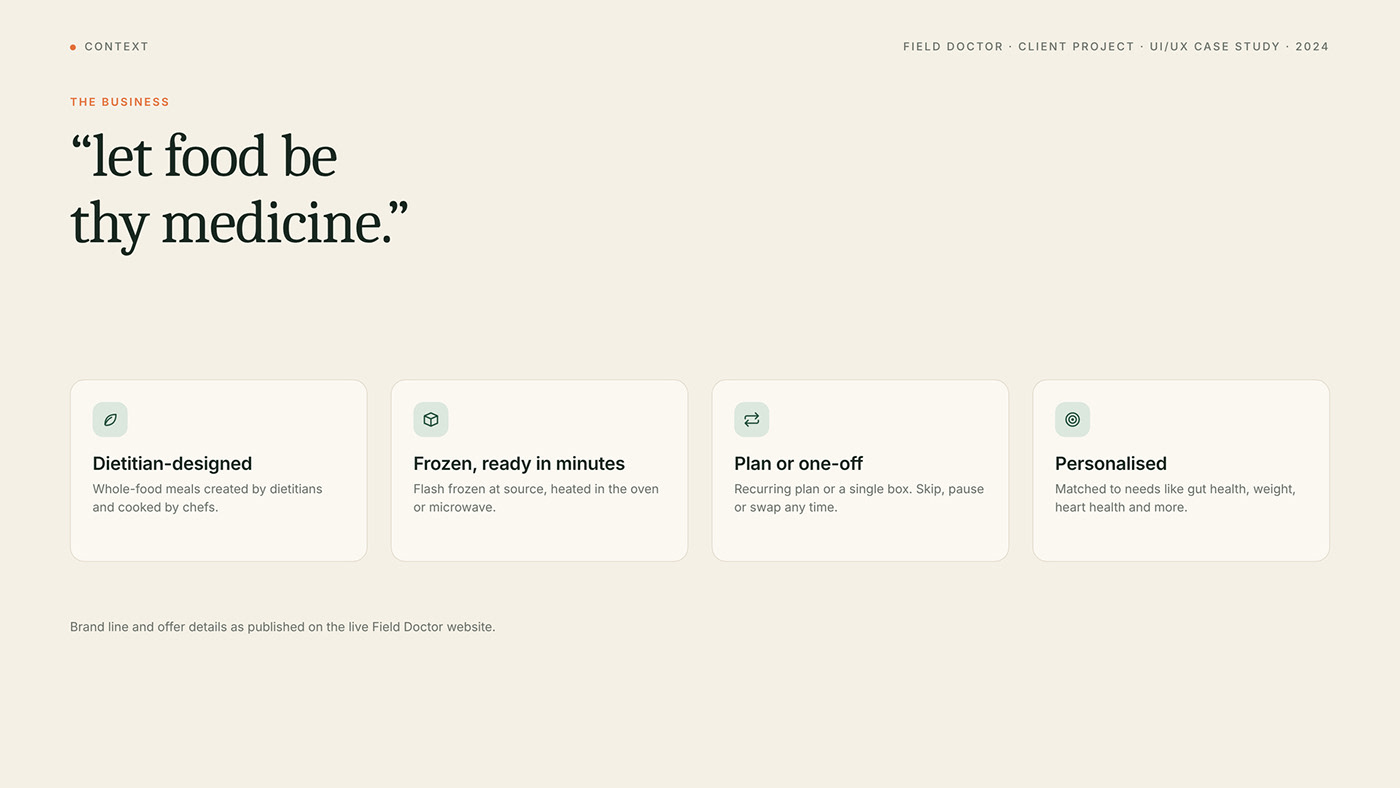 CONTEXT
FIELD DOCTOR · CLIENT PROJECT · UI/UX CASE STUDY · 2024
THE BUSINESS
“let food be
thy medicine.”
Dietitian-designed
Whole-food meals created by dietitians
and cooked by chefs.
Frozen, ready in minutes
Flash frozen at source, heated in the oven
or microwave.
Plan or one-off
Recurring plan or a single box. Skip, pause
or swap any time.
Personalised
Matched to needs like gut health, weight,
heart health and more.
Brand line and offer details as published on the live Field Doctor website.